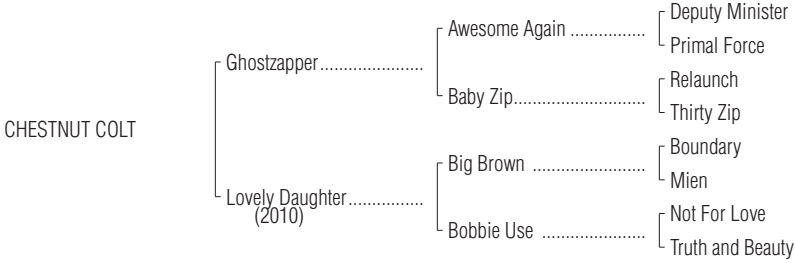 Deputy Minister
Awesome Again ................
Primal Force
Ghostzapper......................
Relaunch
Baby Zip............................
Thirty Zip
CHESTNUT COLT
Boundary
Big Brown ........................
Mien
Lovely Daughter................
(2010)
Not For Love
Bobbie Use ......................
Truth and Beauty